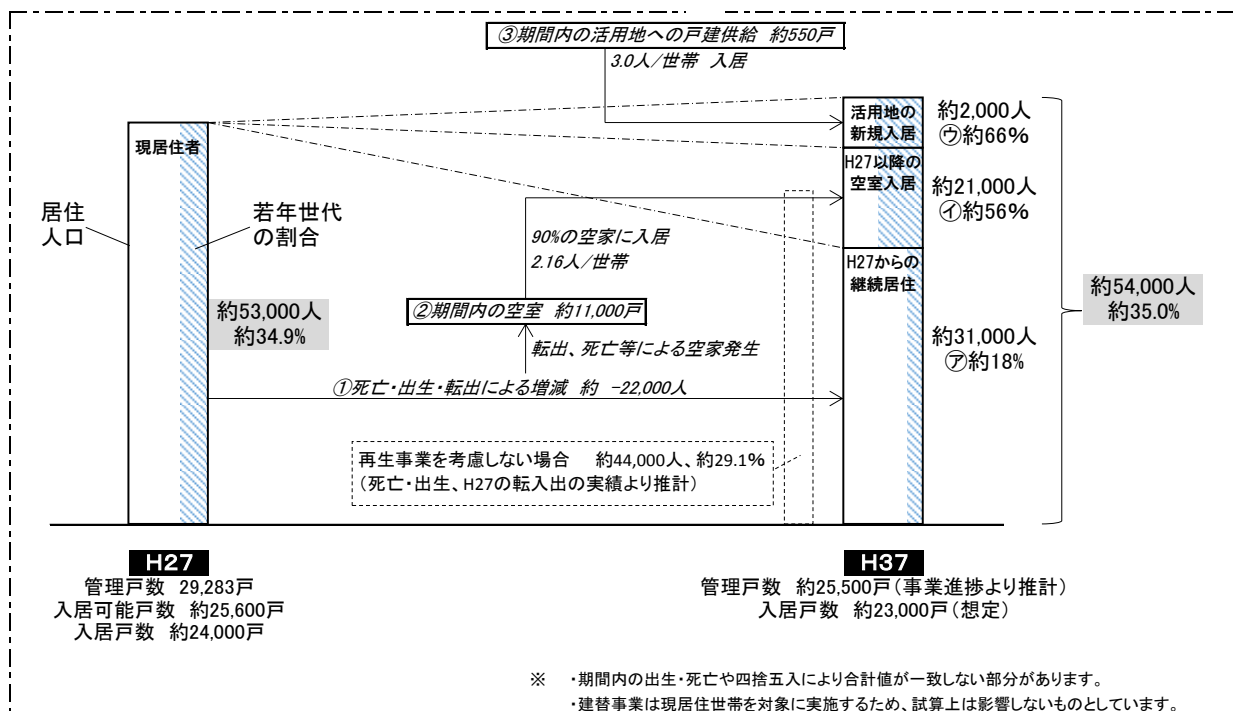 ③期間内の活用地への戸建供給 約550戸
3.0人/世帯 入居
現居住者
居住
人口
若年世代
の割合
約53,000人
約34.9%
90%の空家に入居
2.16人/世帯
②期間内の空室 約11,000戸
転出、死亡等による空家発生
①死亡・出生・転出による増減 約 -22,000人
再生事業を考慮しない場合 約44,000人、約29.1%
(死亡・出生、H27の転入出の実績より推計)
活用地の
新規入居
約2,000人
㋒約66%
H27以降の
空室入居
約21,000人
㋑約56%
H27からの
継続居住
約31,000人
㋐約18%
約54,000人
約35.0%
H27
管理戸数 29,283戸
入居可能戸数 約25,600戸
入居戸数 約24,000戸
H37
管理戸数 約25,500戸(事業進捗より推計)
入居戸数 約23,000戸(想定)
※ ・期間内の出生・死亡や四捨五入により合計値が一致しない部分があります。
・建替事業は現居住世帯を対象に実施するため、試算上は影響しないものとしています。